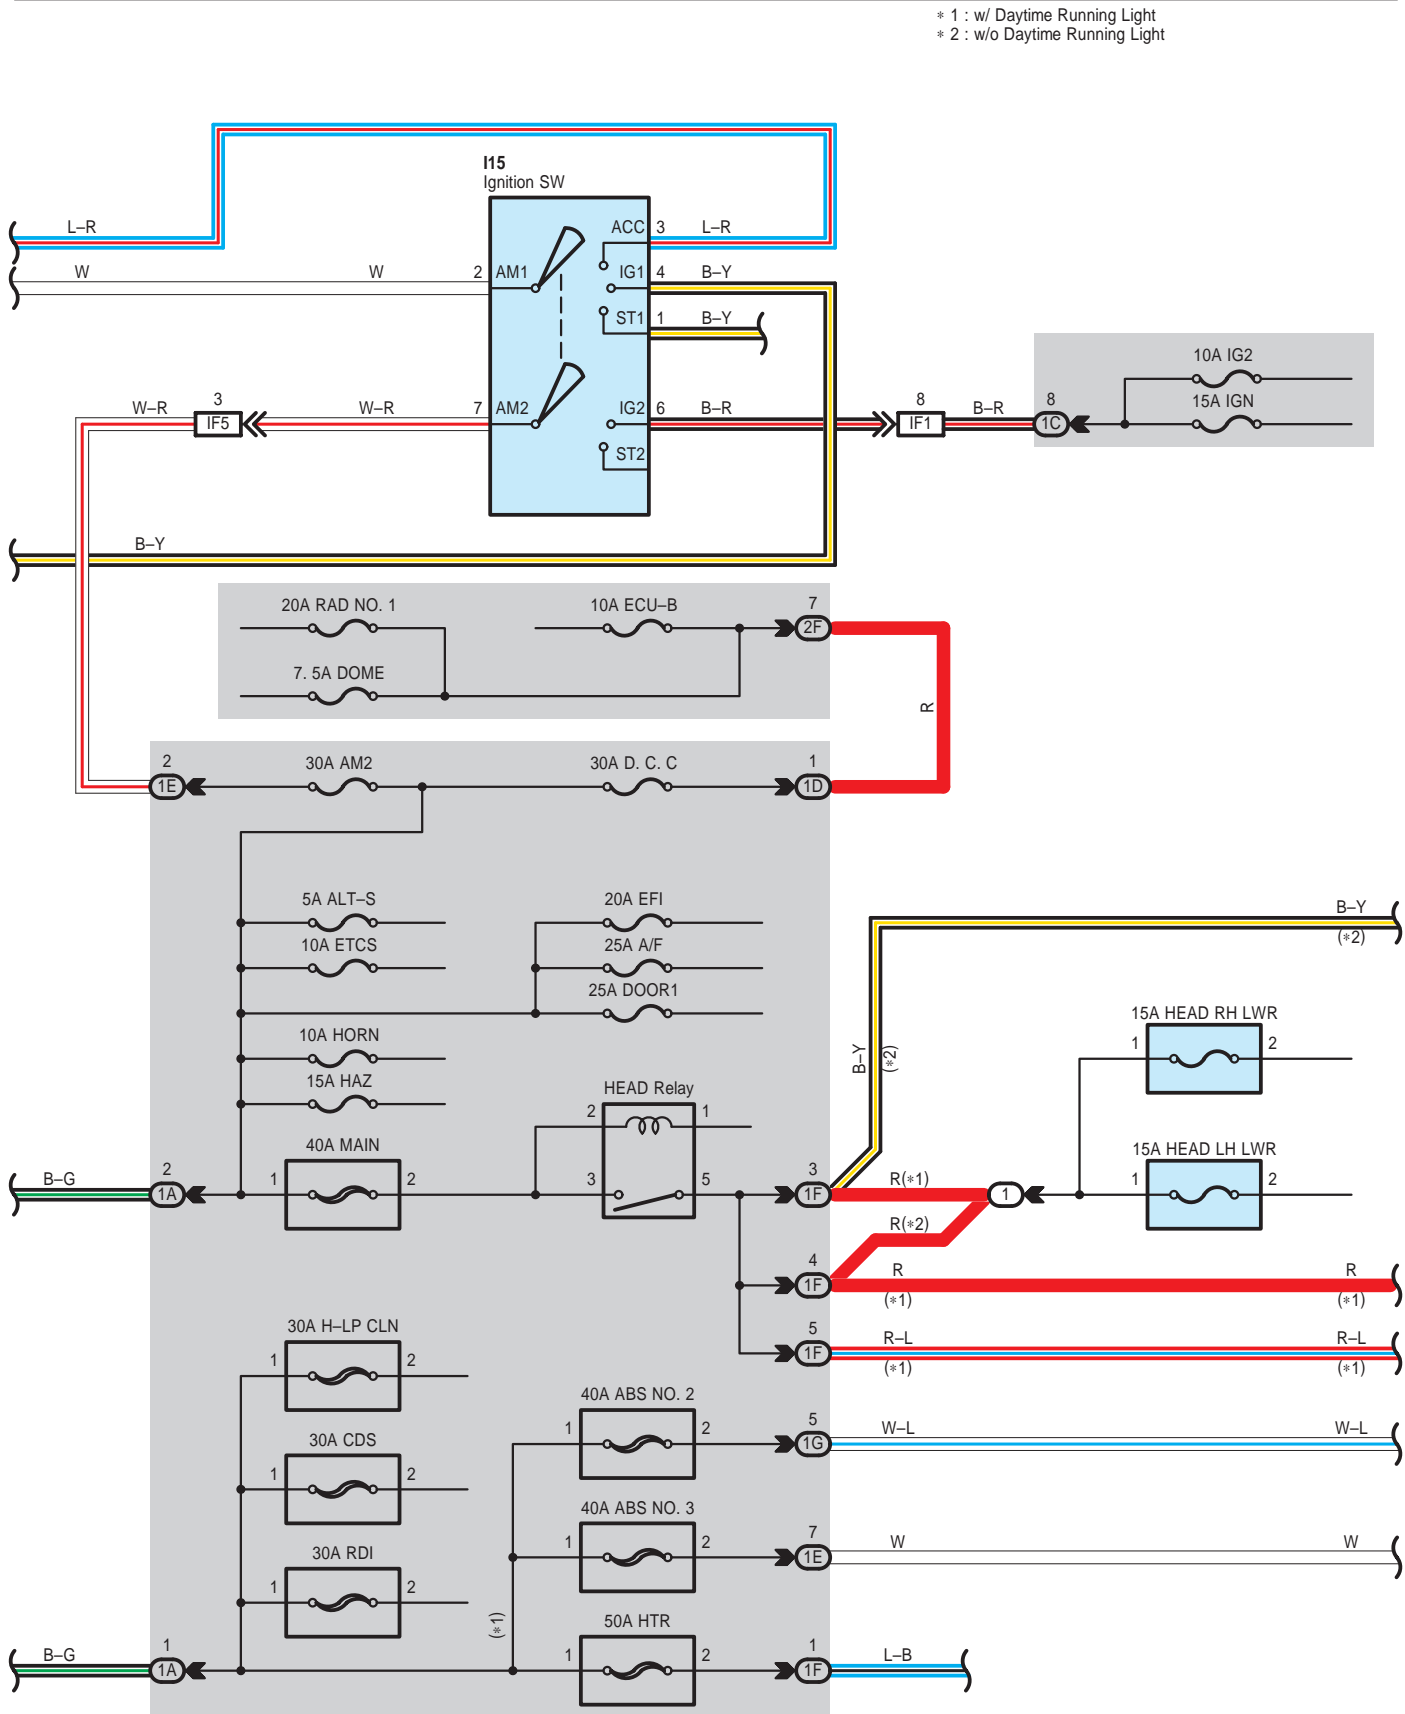 * 1 : w/ Daytime Running Light
* 2 : w/o Daytime Running Light
I15
Ignition SW
L–R
ACC 3 L–R
W W 2 AM1 IG1 4 B–Y
ST1 1 B–Y
10A IG2
W–R 3 IF5 W–R 7 AM2 IG2 6 B–R 8 IF1 B–R 8 1C 15A IGN
ST2
B–Y
20A RAD NO. 1 10A ECU–B 7 2F
7. 5A DOME
R
2 1E 30A AM2 30A D. C. C 1 1D
5A ALT–S 20A EFI B–Y
(*2)
10A ETCS 25A A/F
25A DOOR1
15A HEAD RH LWR
1 2
10A HORN
B–Y
(*2)
15A HAZ HEAD Relay
2 1
40A MAIN 15A HEAD LH LWR
B–G 2 1A 1 2 3 5 3 1F R(*1) 1 1 2
R(*2)
4 1F R R
(*1) (*1)
30A H–LP CLN 5 1F R–L R–L
1 2 (*1) (*1)
40A ABS NO. 2
30A CDS 1 2 5 1G W–L W–L
1 2
40A ABS NO. 3
30A RDI 1 2 7 1E W W
1 2
(*1)
50A HTR
B–G 1 1A 1 2 1 1F L–B